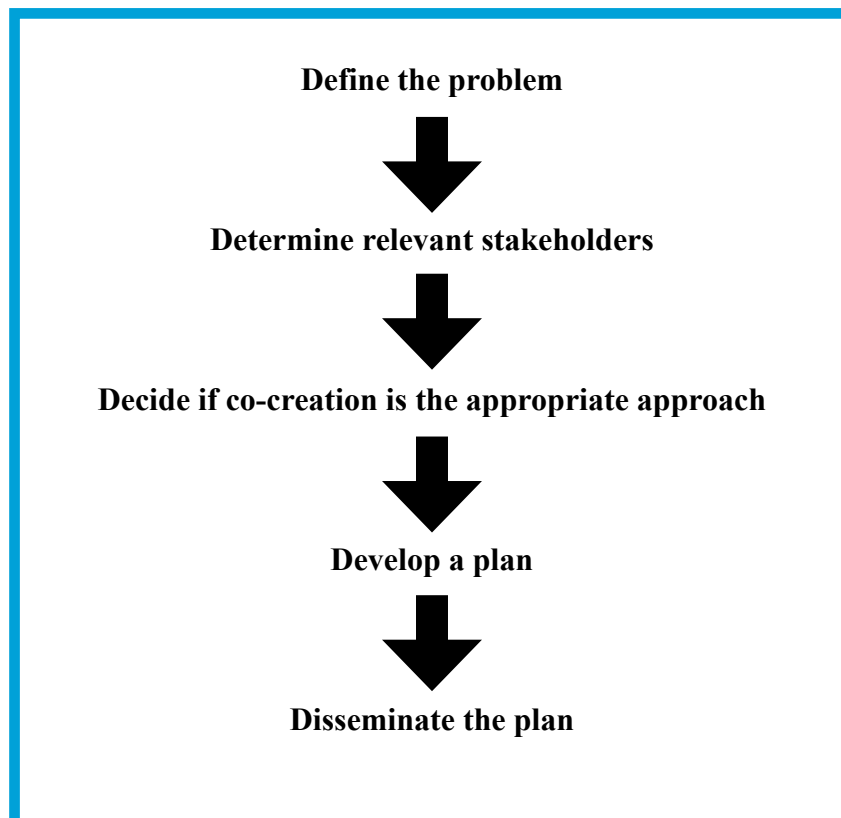 Define the problem
Determine relevant stakeholders
Decide if co-creation is the appropriate approach
Develop a plan
Disseminate the plan